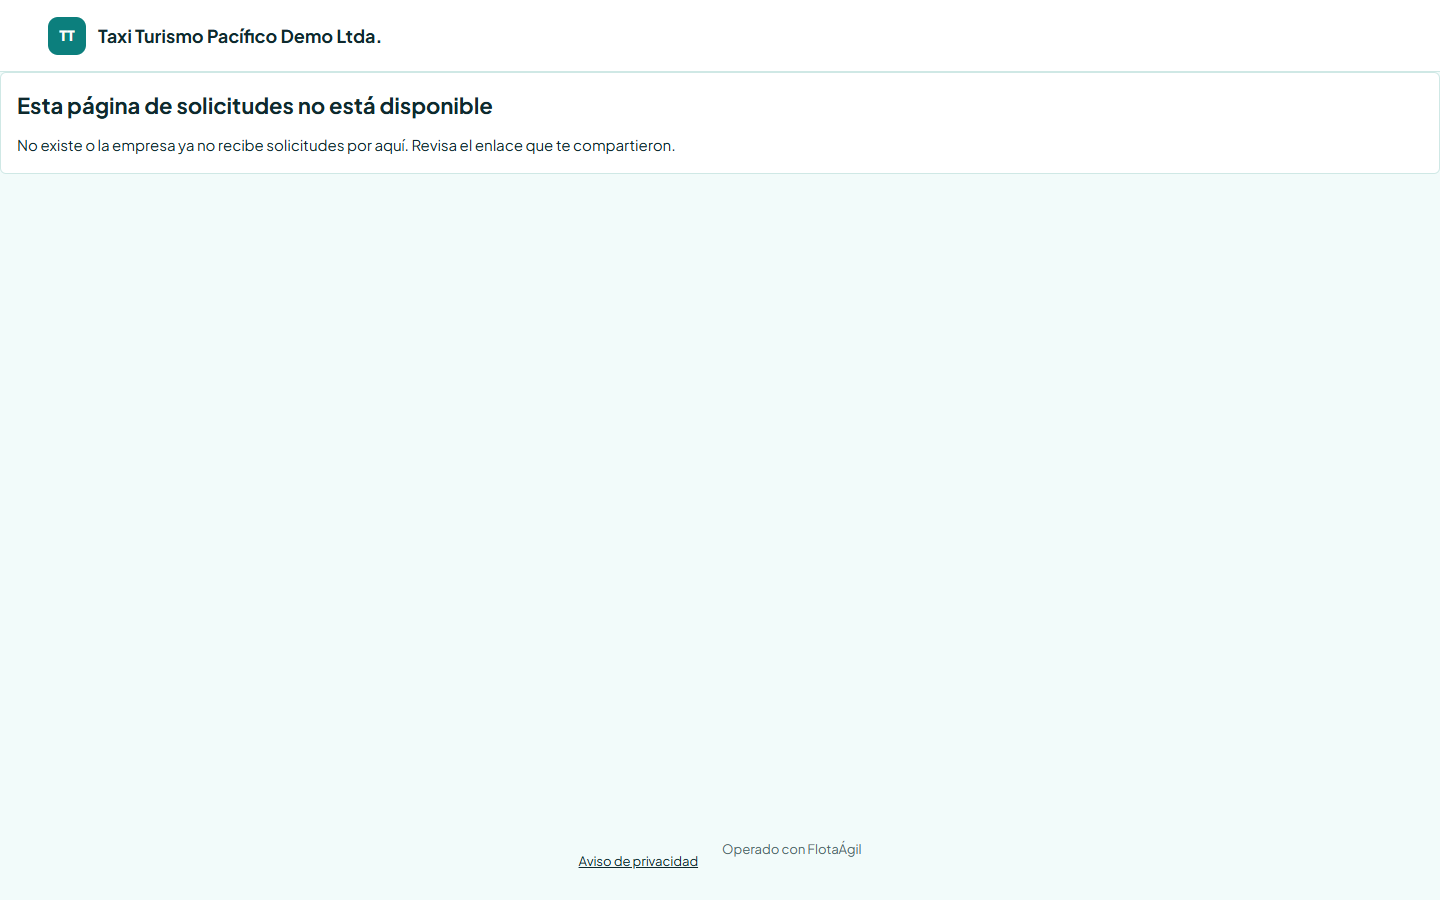 TT
Taxi Turismo Pacífico Demo Ltda.
Esta página de solicitudes no está disponible
No existe o la empresa ya no recibe solicitudes por aquí. Revisa el enlace que te compartieron.
Aviso de privacidad
Operado con FlotaÁgil